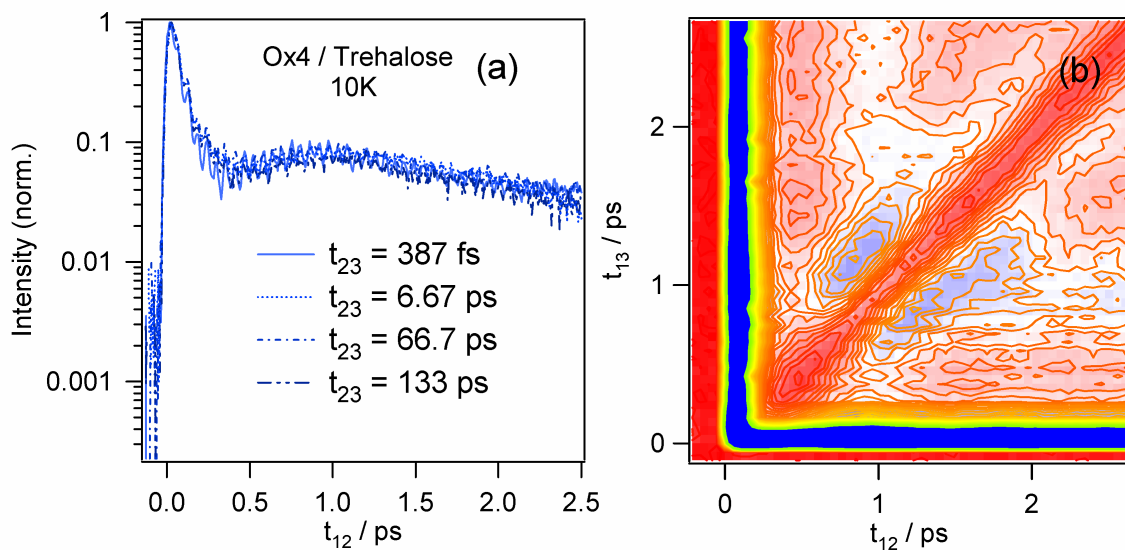 1
0.1
0.01
0.001
Intensity (norm.)
Ox4 / Trehalose
10K
(a)
t23 = 387 fs
t23 = 6.67 ps
t23 = 66.7 ps
t23 = 133 ps
0.0 0.5 1.0 1.5 2.0 2.5
t12 / ps
(b)
2
1
0
t13 / ps
0 1 2
t12 / ps